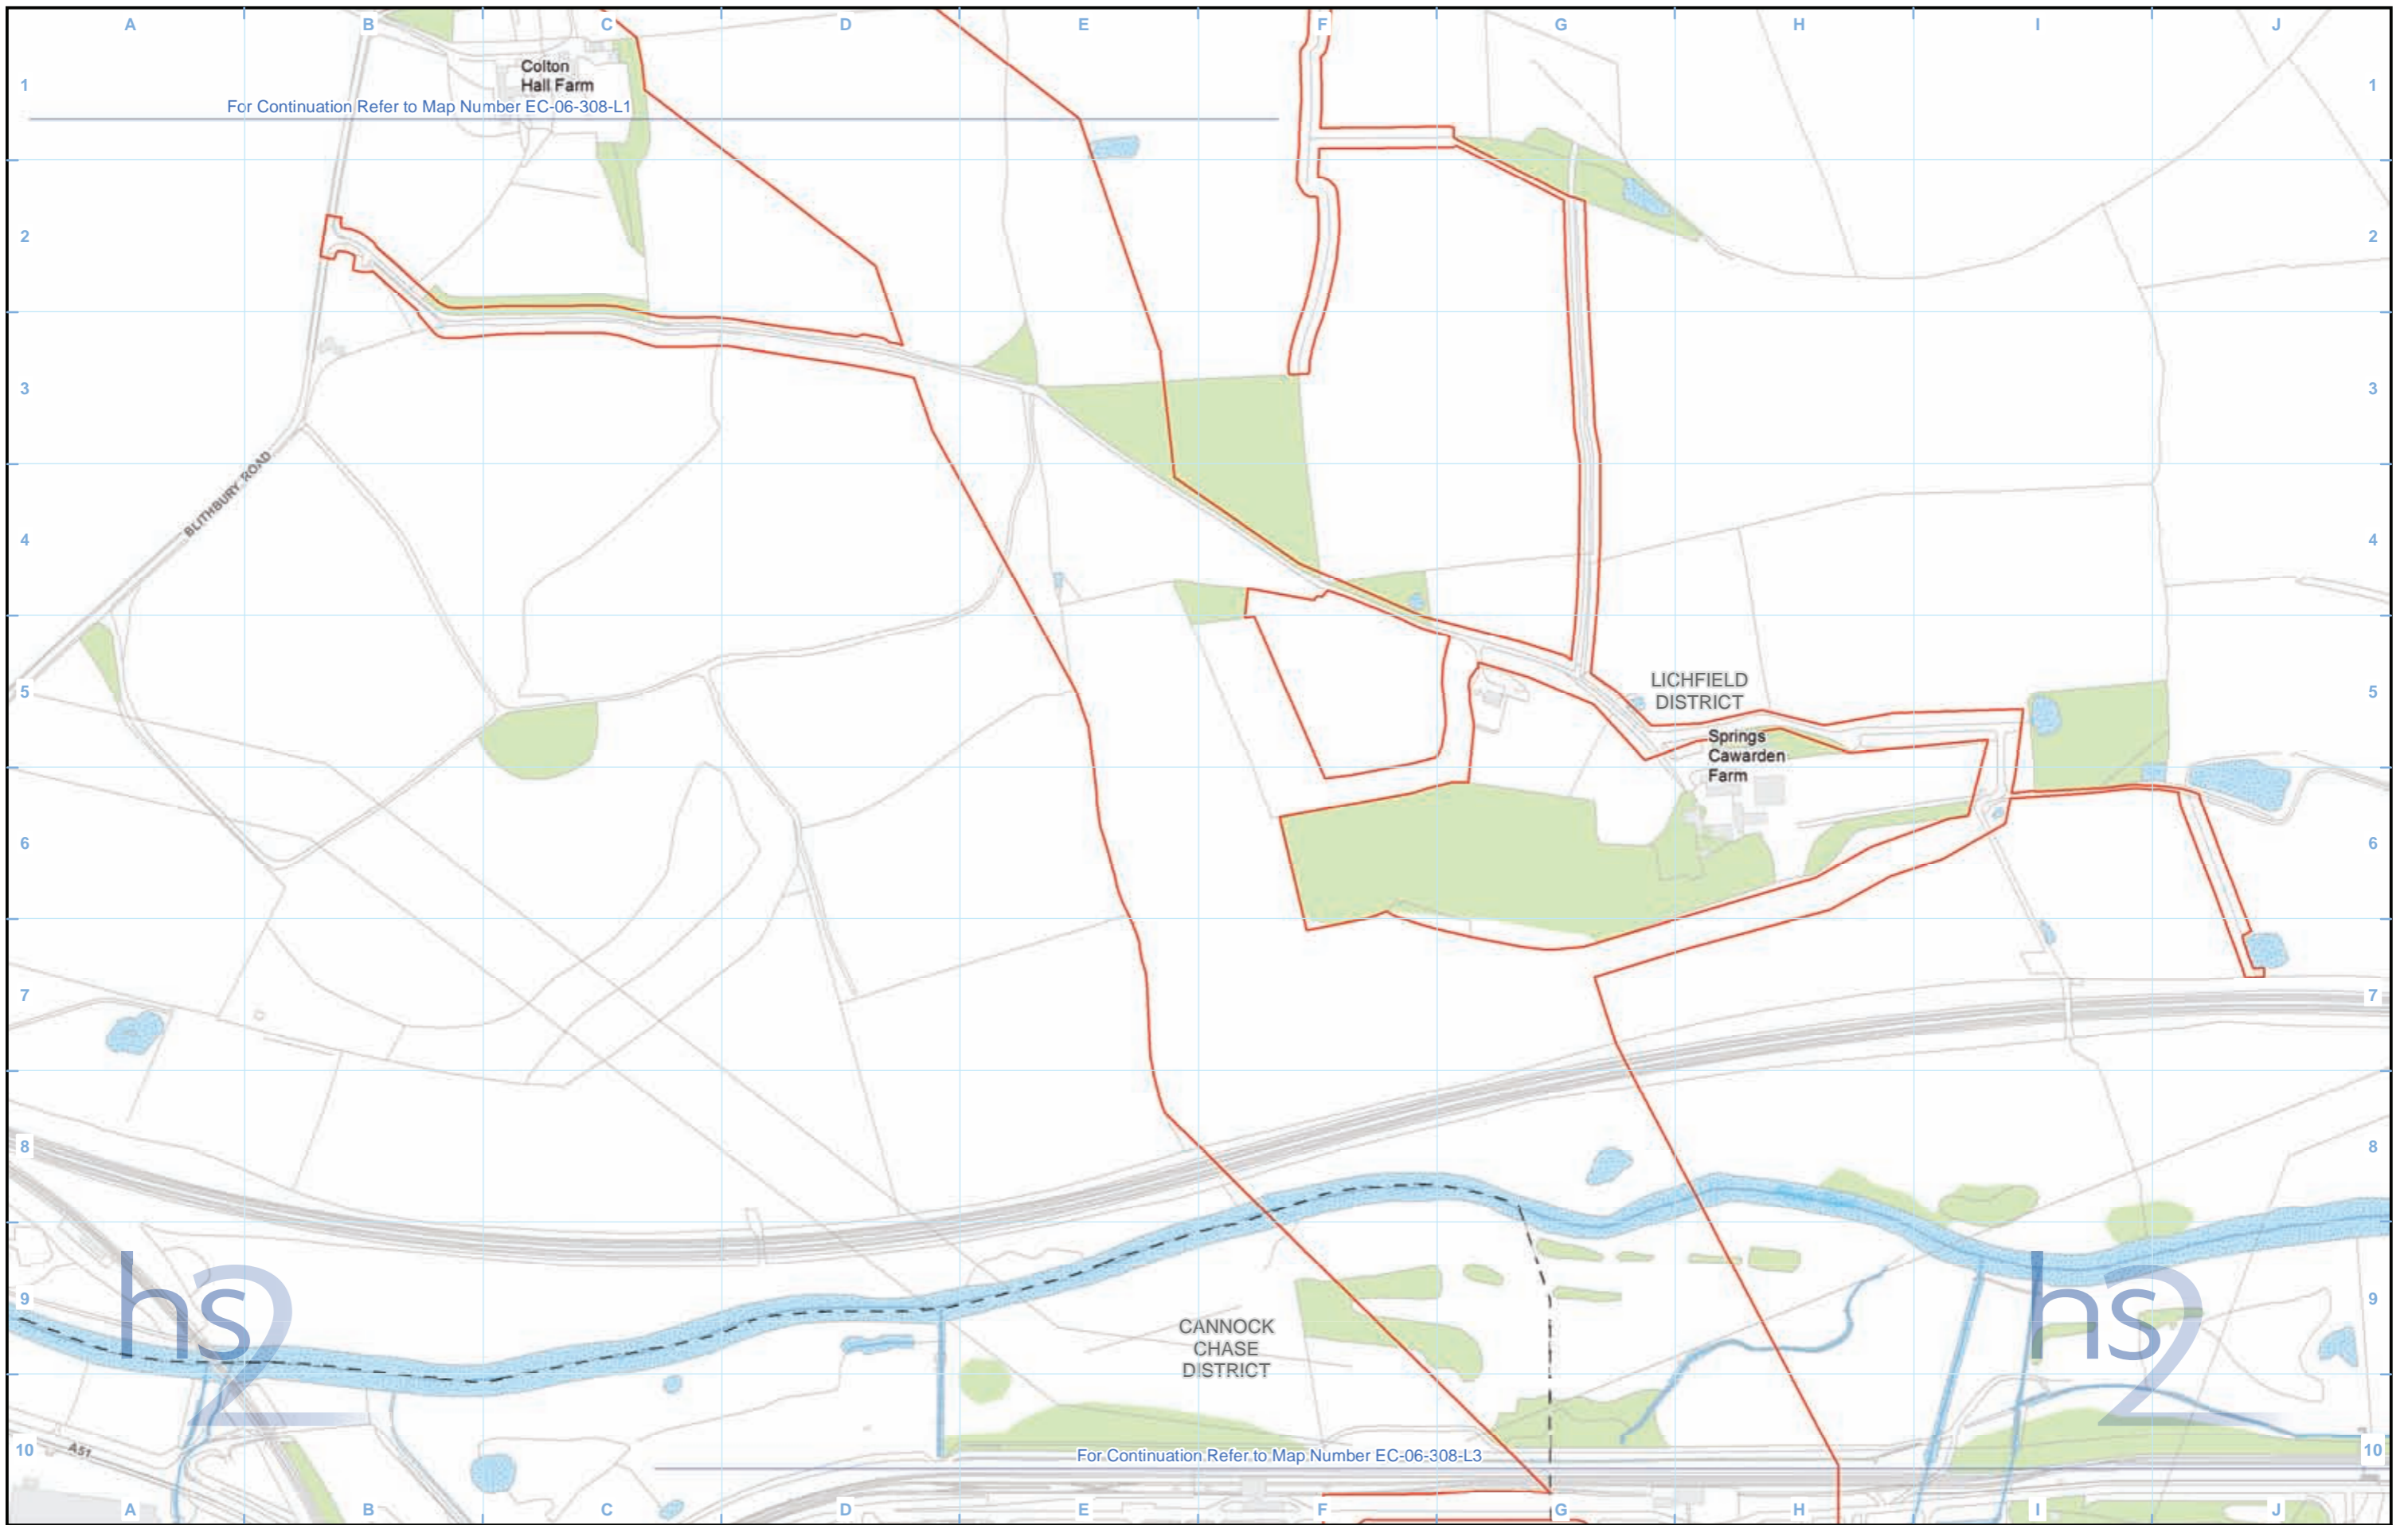 A B C D E F G H I J
Colton
Hall Farm
1 1
For Continuation Refer to Map Number EC-06-308-L1
2 2
3 3
BLITHBURY ROAD
4 4
LICHFIELD
DISTRICT
5 5
Springs
Cawarden
Farm
6 6
7 7
8 8
hs2 hs2
9 9
CANNOCK
CHASE
DISTRICT
A51
10 10
For Continuation Refer to Map Number EC-06-308-L3
A B C D E F G H I J